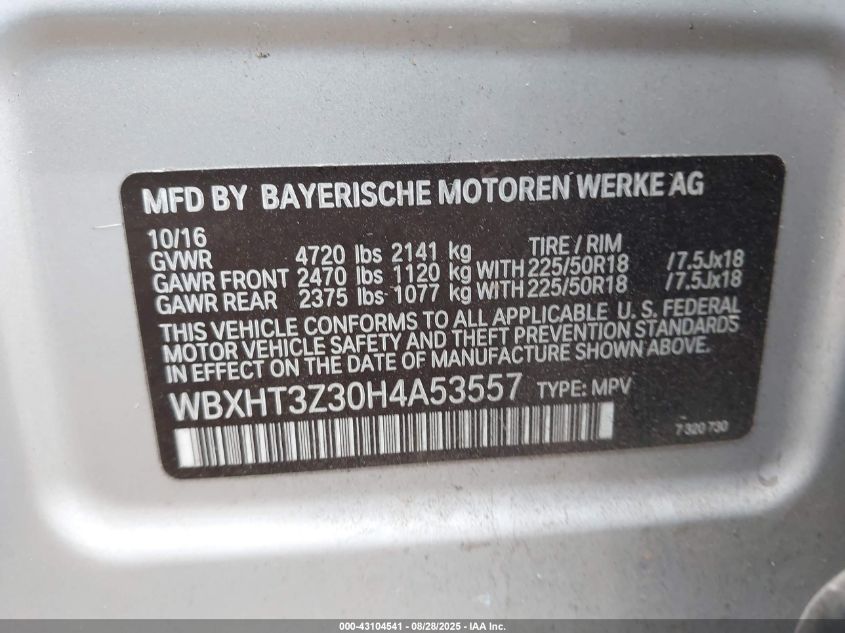 MFD BY BAYERISCHE MOTOREN WERKE AG
10/16 TIRE / RIM
GVWR 4720 lbs 2141 kg
GAWR FRONT 2470 lbs 1120 kg WITH 225/50R18 /7.5Jx18
GAWR REAR 2375 lbs 1077 kg WITH 225/50R18 /7.5Jx18
THIS VEHICLE CONFORMS TO ALL APPLICABLE U. S. FEDERAL
MOTOR VEHICLE SAFETY AND THEFT PREVENTION STANDARDS
IN EFFECT ON THE DATE OF MANUFACTURE SHOWN ABOVE.
WBXHT3Z30H4A53557 TYPE: MPV
7 320 730
000-43104541 / 08/28/2025 - IAA Inc.